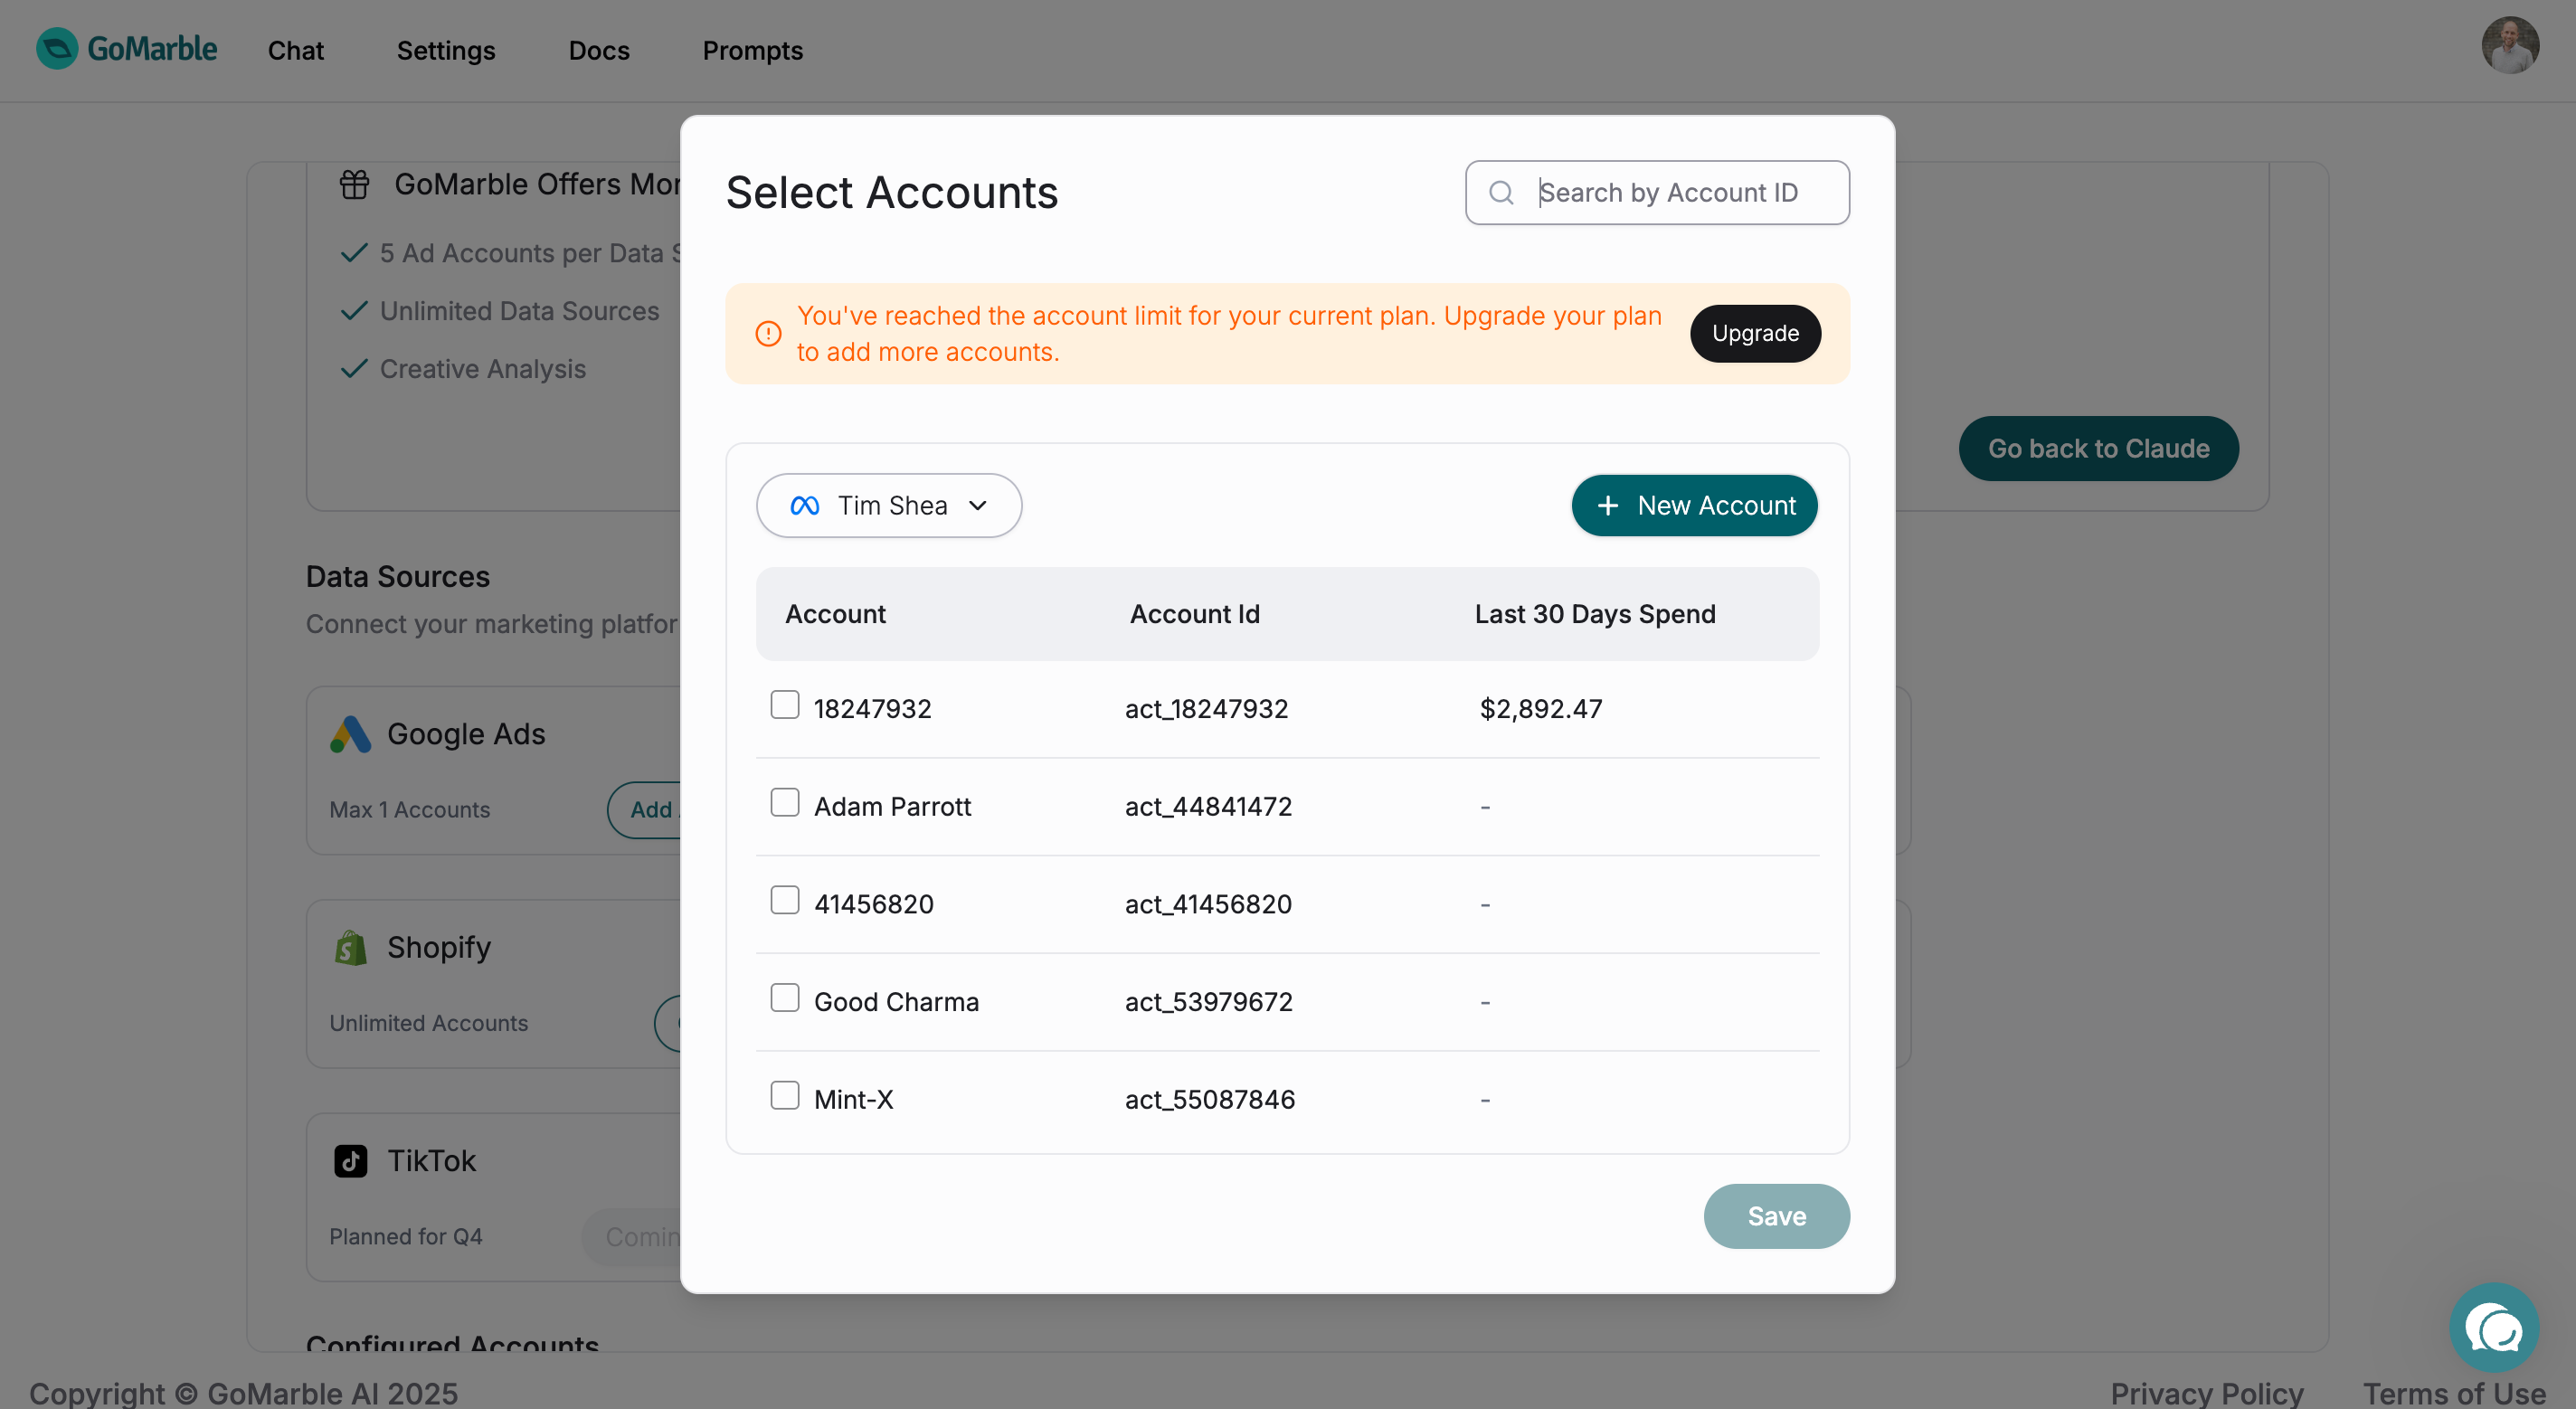 GoMarble
Chat
Settings
Docs
Prompts
GoMarble Offers Mor
5 Ad Accounts per Data S
Unlimited Data Sources
Creative Analysis
Go back to Claude
Data Sources
Connect your marketing platfor
Google Ads
Max 1 Accounts
Add
Shopify
Unlimited Accounts
TikTok
Planned for Q4
Comin
Configured Accounts
Select Accounts
Search by Account ID
You've reached the account limit for your current plan. Upgrade your plan
to add more accounts.
Upgrade
Tim Shea
+ New Account
Account Account Id Last 30 Days Spend
18247932 act_18247932 $2,892.47
Adam Parrott act_44841472 -
41456820 act_41456820 -
Good Charma act_53979672 -
Mint-X act_55087846 -
Save
Copyright © GoMarble AI 2025
Privacy Policy
Terms of Use